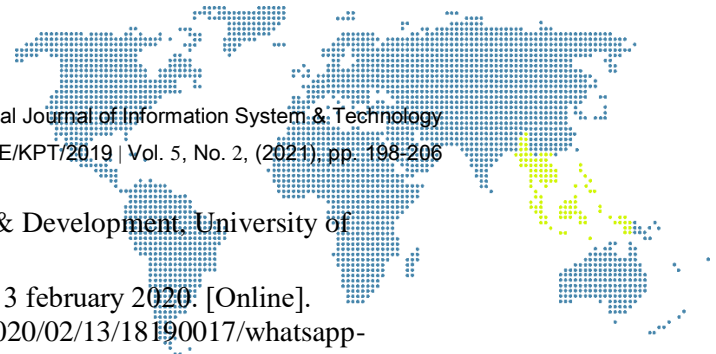 al Journal of Information System & Technology
E/KPT/2019 | Vol. 5, No. 2, (2021), pp. 198-206
& Development, University of
3 february 2020. [Online].
020/02/13/18190017/whatsapp-